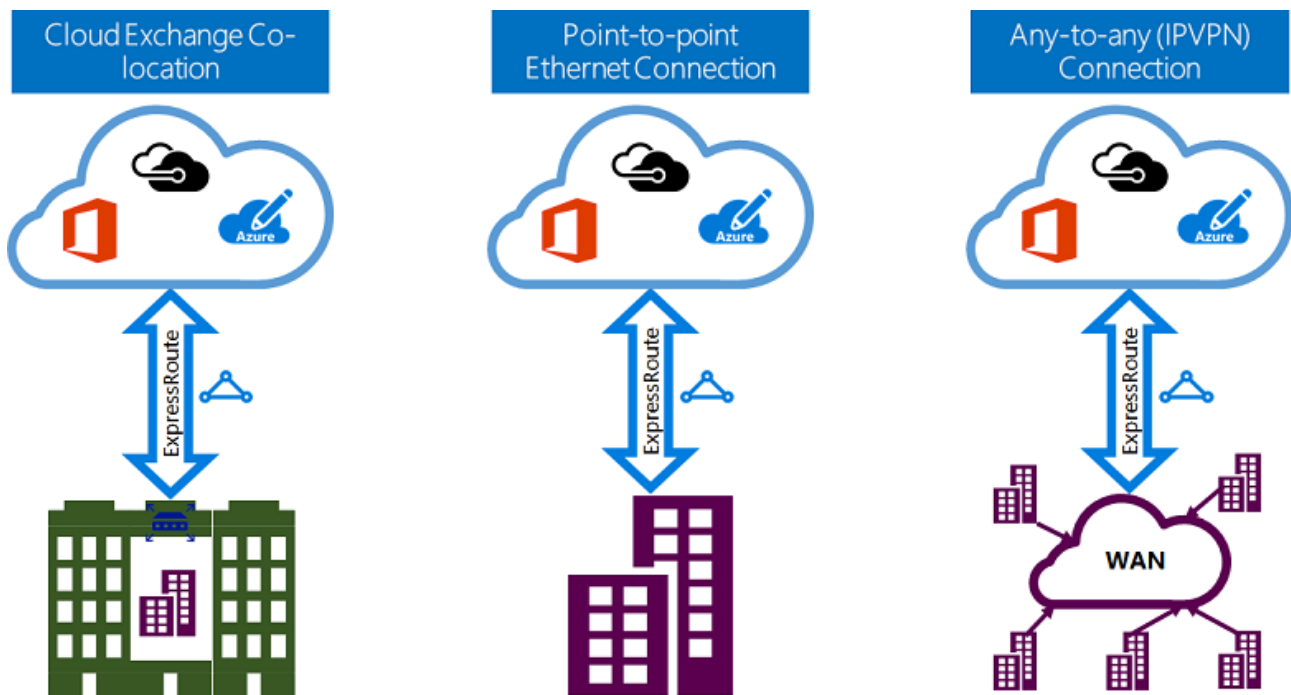 Cloud Exchange Co-
location
Point-to-point
Ethernet Connection
Any-to-any (IPVPN)
Connection
Azure
Azure
Azure
ExpressRoute
ExpressRoute
ExpressRoute
WAN